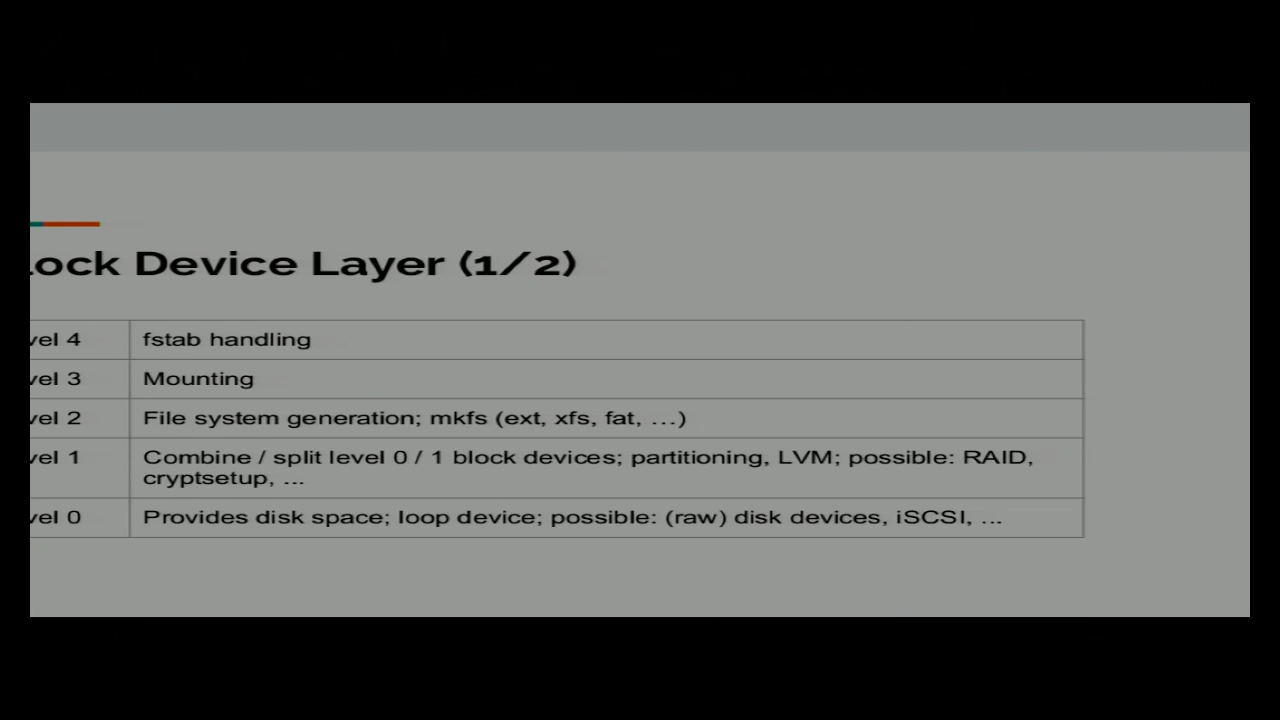 lock Device Layer (1/2)
vel 4 fstab handling
vel 3 Mounting
vel 2 File system generation; mkfs (ext, xfs, fat, …)
vel 1 Combine / split level 0 / 1 block devices; partitioning, LVM; possible: RAID,
cryptsetup, ...
vel 0 Provides disk space; loop device; possible: (raw) disk devices, iSCSI, ...